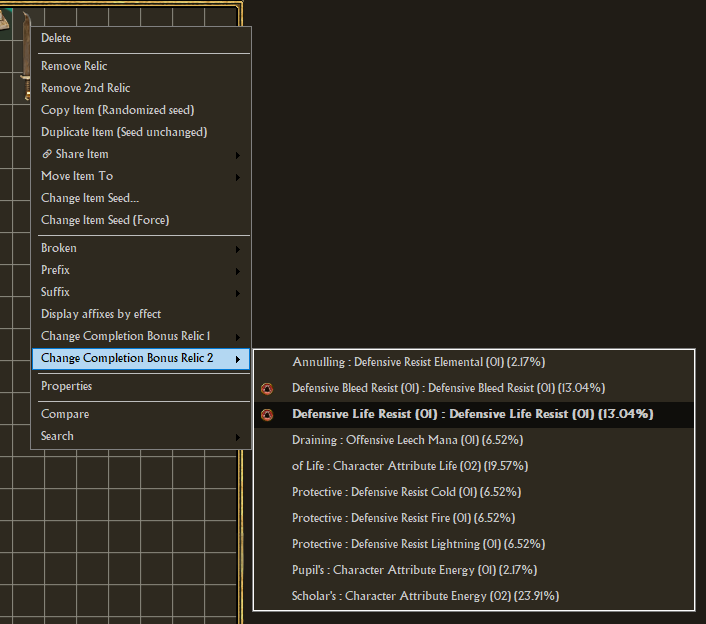 Delete
Remove Relic
Remove 2nd Relic
Copy Item (Randomized seed)
Duplicate Item (Seed unchanged)
Share Item
Move Item To
Change Item Seed...
Change Item Seed (Force)
Broken
Prefix
Suffix
Display affixes by effect
Change Completion Bonus Relic 1
Change Completion Bonus Relic 2
Properties
Compare
Search
Annulling : Defensive Resist Elemental (01) (2.17%)
Defensive Bleed Resist (01) : Defensive Bleed Resist (01) (13.04%)
Defensive Life Resist (01) : Defensive Life Resist (01) (13.04%)
Draining : Offensive Leech Mana (01) (6.52%)
of Life : Character Attribute Life (02) (19.57%)
Protective : Defensive Resist Cold (01) (6.52%)
Protective : Defensive Resist Fire (01) (6.52%)
Protective : Defensive Resist Lightning (01) (6.52%)
Pupil's : Character Attribute Energy (01) (2.17%)
Scholar's : Character Attribute Energy (02) (23.91%)